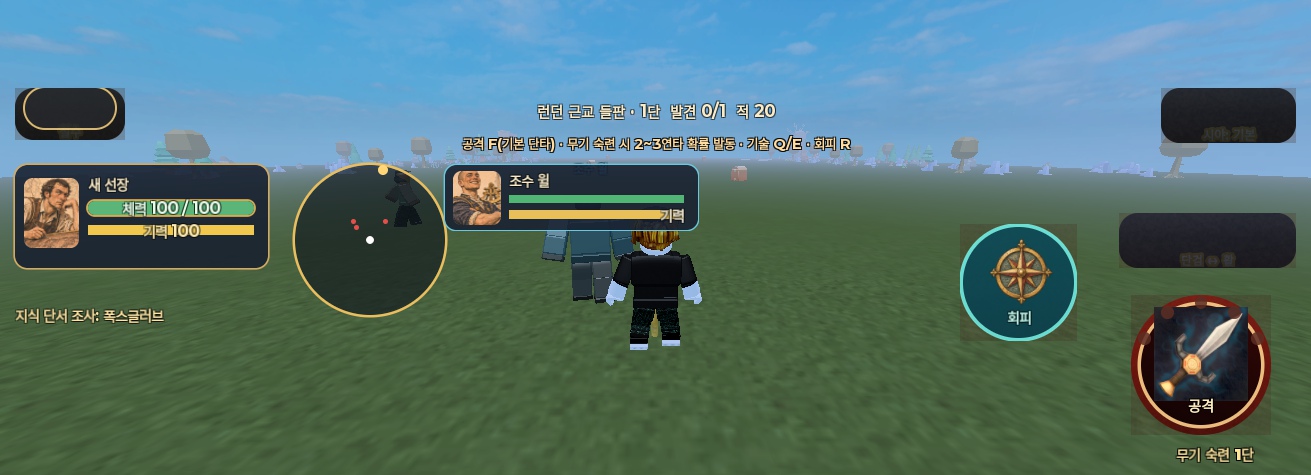 런던 근교 들판 · 1단 발견 0/1 적 20
공격 F(기본 단타) · 무기 숙련 시 2~3연타 확률 발동 · 기술 Q/E · 회피 R
새 선장
체력 100 / 100
기력 100
조수 윌
기력
지식 단서 조사: 폭스글러브
회피
공격
무기 숙련 1단